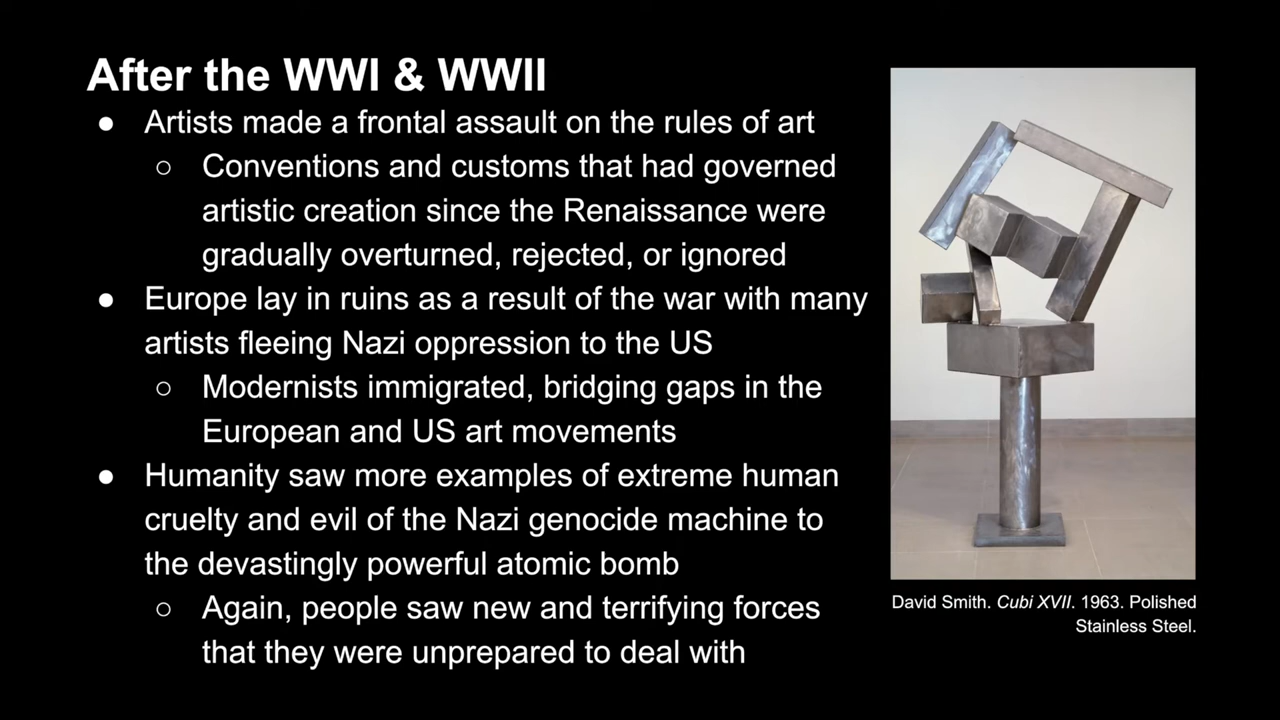 After the WWI & WWII
● Artists made a frontal assault on the rules of art
○ Conventions and customs that had governed
artistic creation since the Renaissance were
gradually overturned, rejected, or ignored
● Europe lay in ruins as a result of the war with many
artists fleeing Nazi oppression to the US
○ Modernists immigrated, bridging gaps in the
European and US art movements
● Humanity saw more examples of extreme human
cruelty and evil of the Nazi genocide machine to
the devastingly powerful atomic bomb
○ Again, people saw new and terrifying forces
that they were unprepared to deal with
David Smith. Cubi XVII. 1963. Polished
Stainless Steel.